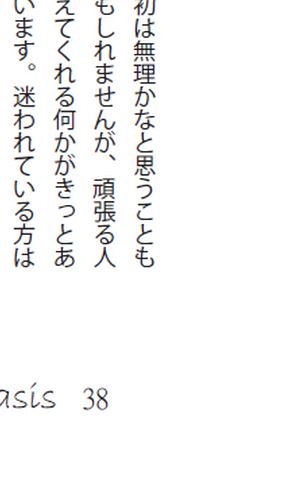 初は無理かなと思うことも
もしれませんが、頑張る人
えてくれる何かがきっとあ
います。迷われている方は
asis 38